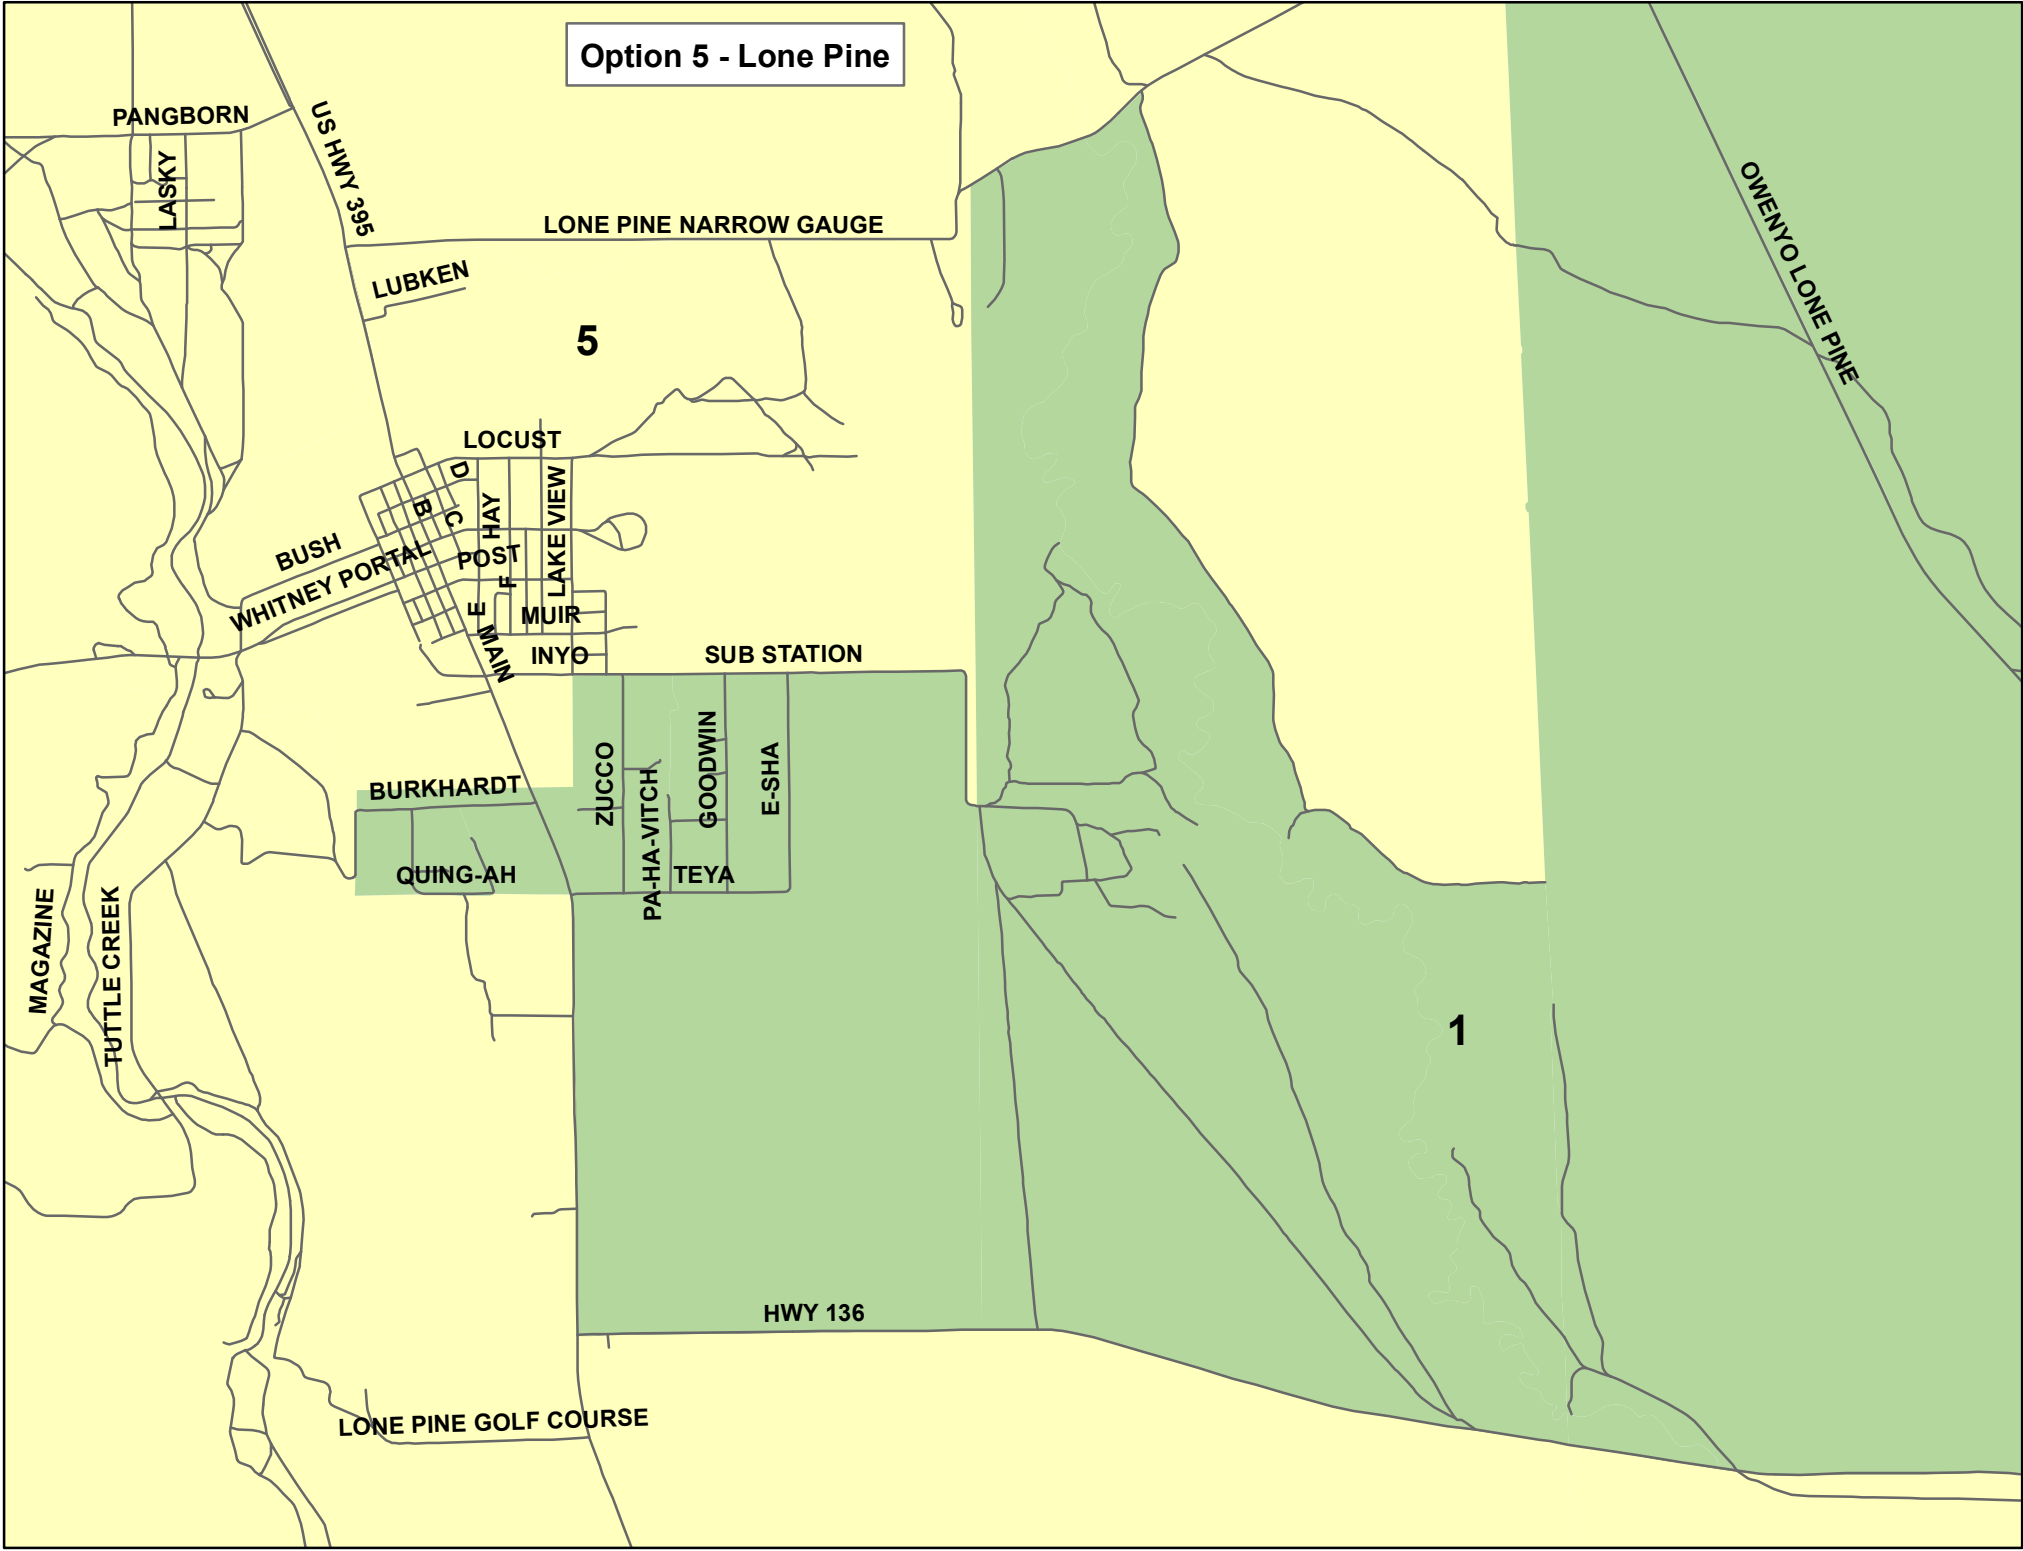 Option 5 - Lone Pine
PANGBORN
US HWY 395
LASKY
OWENYO LONE PINE
LONE PINE NARROW GAUGE
LUBKEN
5
LOCUST
D
B
C
HAY
LAKE VIEW
BUSH
WHITNEY PORTAL
POST
F
E
MUIR
MAIN
INYO
SUB STATION
BURKHARDT
ZUCCO
PA-HA-VITCH
GOODWIN
E-SHA
QUING-AH
TEYA
MAGAZINE
TUTTLE CREEK
1
HWY 136
LONE PINE GOLF COURSE